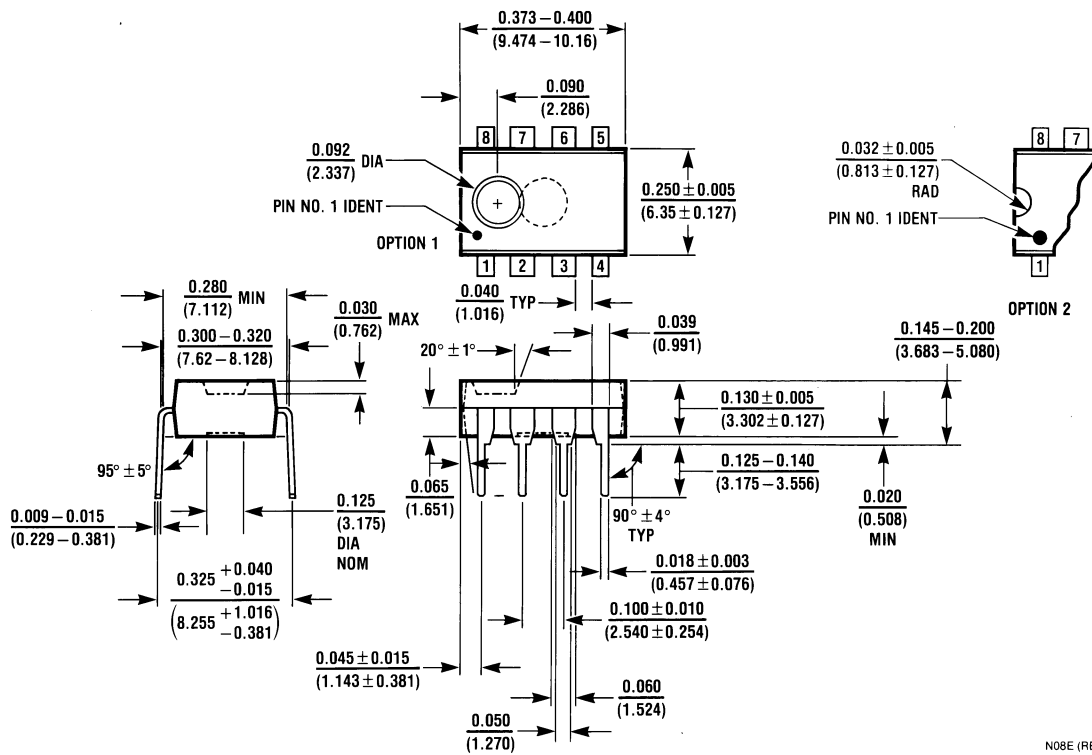 0.373 – 0.400
(9.474 – 10.16)
0.090
(2.286)
8 7 6 5
0.092 DIA
(2.337)
PIN NO. 1 IDENT
OPTION 1
+
0.250 ± 0.005
(6.35 ± 0.127)
1 2 3 4
8 7
0.032 ± 0.005
(0.813 ± 0.127)
RAD
PIN NO. 1 IDENT
1
OPTION 2
0.280 MIN
(7.112)
0.300 – 0.320
(7.62 – 8.128)
0.030 MAX
(0.762)
0.040 TYP
(1.016)
0.039
(0.991)
20° ± 1°
0.145 – 0.200
(3.683 – 5.080)
0.130 ± 0.005
(3.302 ± 0.127)
0.125 – 0.140
(3.175 – 3.556)
0.020
(0.508)
MIN
95° ± 5°
0.065
(1.651)
90° ± 4°
TYP
0.009 – 0.015
(0.229 – 0.381)
0.125
(3.175)
DIA
NOM
0.325 +0.040
–0.015
(8.255 +1.016
–0.381)
0.018 ± 0.003
(0.457 ± 0.076)
0.100 ± 0.010
(2.540 ± 0.254)
0.045 ± 0.015
(1.143 ± 0.381)
0.060
(1.524)
0.050
(1.270)
N08E